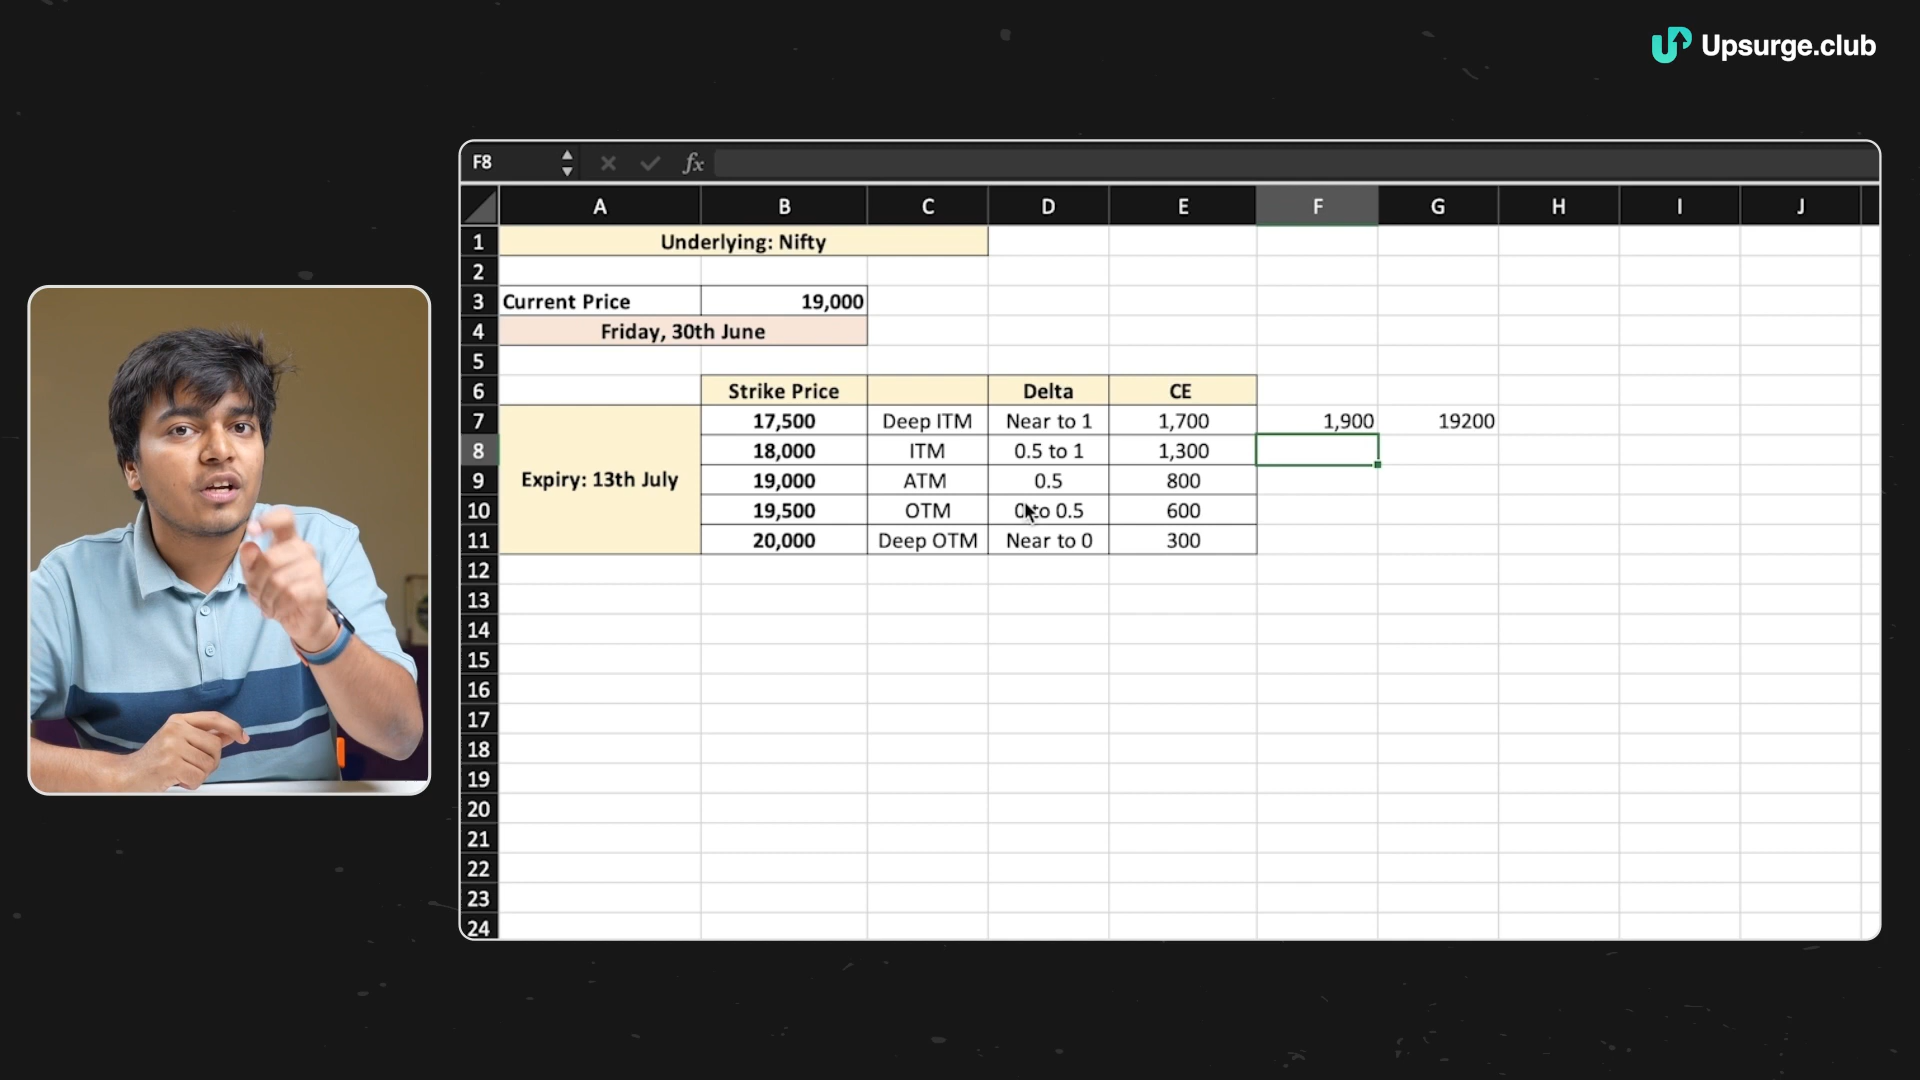 Upsurge.club
F8
fx
A B C D E F G H I J
1 Underlying: Nifty
2
3 Current Price 19,000
4 Friday, 30th June
5
6 Strike Price Delta CE
7 17,500 Deep ITM Near to 1 1,700 1,900 19200
8 18,000 ITM 0.5 to 1 1,300
9 Expiry: 13th July 19,000 ATM 0.5 800
10 19,500 OTM 0 to 0.5 600
11 20,000 Deep OTM Near to 0 300
12
13
14
15
16
17
18
19
20
21
22
23
24